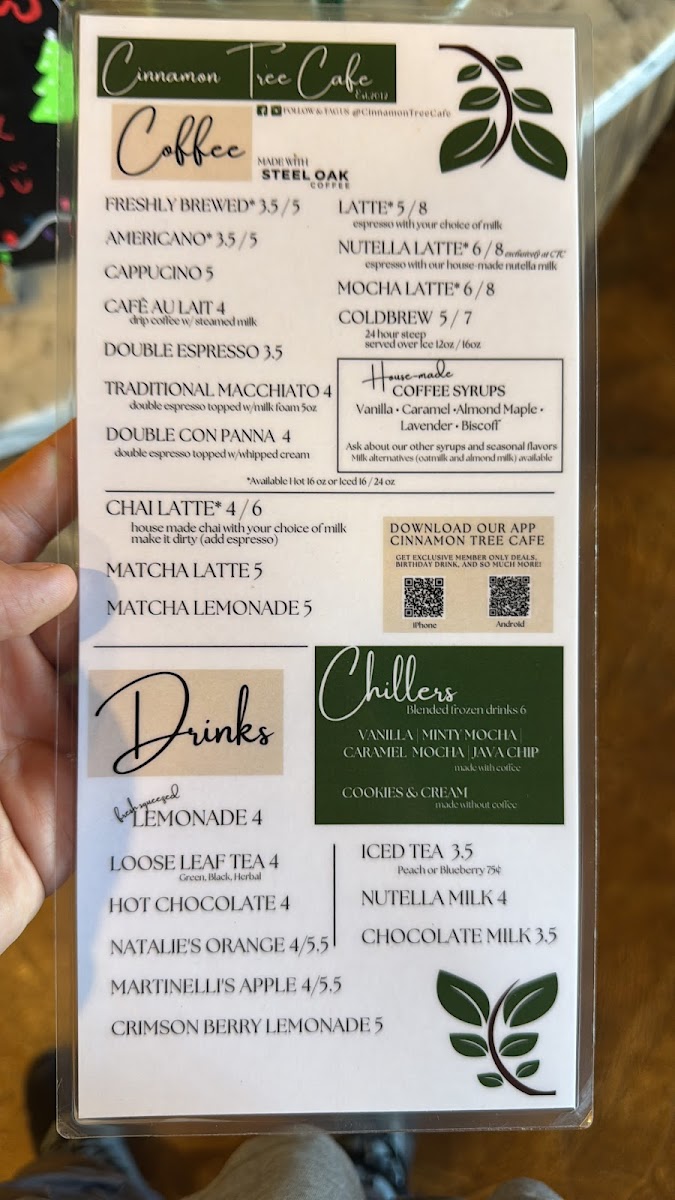 Cinnamon Tree Cafe
Est. 2012
FOLLOW & TAG US @CinnamonTreeCafe
Coffee
MADE WITH
STEEL OAK
COFFEE
FRESHLY BREWED* 3.5 / 5
AMERICANO* 3.5 / 5
CAPPUCINO 5
CAFÉ AU LAIT 4
drip coffee w/ steamed milk
DOUBLE ESPRESSO 3.5
TRADITIONAL MACCHIATO 4
double espresso topped w/milk foam 5oz
DOUBLE CON PANNA 4
double espresso topped w/whipped cream
LATTE* 5 / 8
espresso with your choice of milk
NUTELLA LATTE* 6 / 8 exclusively at CTC
espresso with our house-made nutella milk
MOCHA LATTE* 6/8
COLDBREW 5 / 7
24 hour steep
served over Ice 12oz / 16oz
House-made
COFFEE SYRUPS
Vanilla • Caramel •Almond Maple •
Lavender • Biscoff
Ask about our other syrups and seasonal flavors
Milk alternatives (oatmilk and almond milk) available
*Available Hot 16 oz or Iced 16 / 24 oz
CHAI LATTE* 4 / 6
house made chai with your choice of milk
make it dirty (add espresso)
MATCHA LATTE 5
MATCHA LEMONADE 5
DOWNLOAD OUR APP
CINNAMON TREE CAFE
GET EXCLUSIVE MEMBER ONLY DEALS,
BIRTHDAY DRINK, AND SO MUCH MORE!
iPhone
Android
Drinks
fresh squeezed
LEMONADE 4
LOOSE LEAF TEA 4
Green, Black, Herbal
HOT CHOCOLATE 4
NATALIE'S ORANGE 4/5.5
MARTINELLI'S APPLE 4/5.5
CRIMSON BERRY LEMONADE 5
Chillers
Blended frozen drinks 6
VANILLA | MINTY MOCHA |
CARAMEL MOCHA | JAVA CHIP
made with coffee
COOKIES & CREAM
made without coffee
ICED TEA 3.5
Peach or Blueberry 75¢
NUTELLA MILK 4
CHOCOLATE MILK 3.5